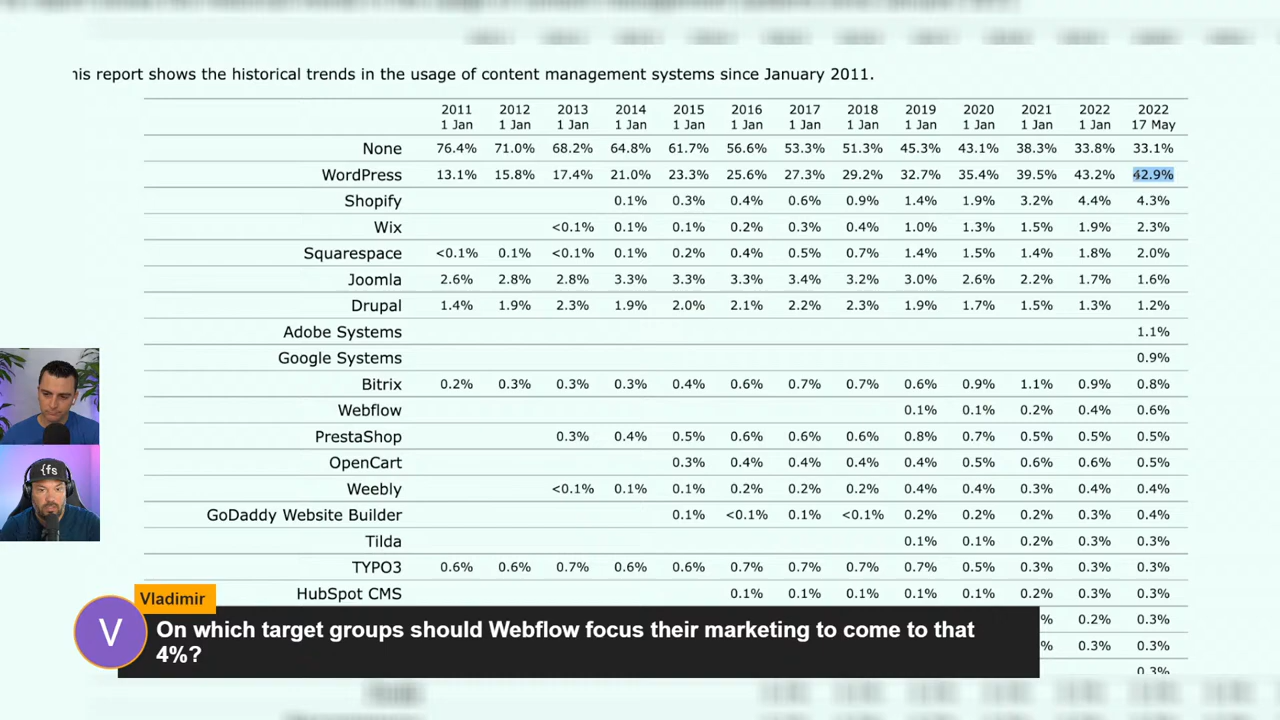 his report shows the historical trends in the usage of content management systems since January 2011.
2011 2012 2013 2014 2015 2016 2017 2018 2019 2020 2021 2022 2022
1 Jan 1 Jan 1 Jan 1 Jan 1 Jan 1 Jan 1 Jan 1 Jan 1 Jan 1 Jan 1 Jan 1 Jan 17 May
None 76.4% 71.0% 68.2% 64.8% 61.7% 56.6% 53.3% 51.3% 45.3% 43.1% 38.3% 33.8% 33.1%
WordPress 13.1% 15.8% 17.4% 21.0% 23.3% 25.6% 27.3% 29.2% 32.7% 35.4% 39.5% 43.2% 42.9%
Shopify 0.1% 0.3% 0.4% 0.6% 0.9% 1.4% 1.9% 3.2% 4.4% 4.3%
Wix <0.1% 0.1% 0.1% 0.2% 0.3% 0.4% 1.0% 1.3% 1.5% 1.9% 2.3%
Squarespace <0.1% 0.1% <0.1% 0.1% 0.2% 0.4% 0.5% 0.7% 1.4% 1.5% 1.4% 1.8% 2.0%
Joomla 2.6% 2.8% 2.8% 3.3% 3.3% 3.3% 3.4% 3.2% 3.0% 2.6% 2.2% 1.7% 1.6%
Drupal 1.4% 1.9% 2.3% 1.9% 2.0% 2.1% 2.2% 2.3% 1.9% 1.7% 1.5% 1.3% 1.2%
Adobe Systems 1.1%
Google Systems 0.9%
Bitrix 0.2% 0.3% 0.3% 0.3% 0.4% 0.6% 0.7% 0.7% 0.6% 0.9% 1.1% 0.9% 0.8%
Webflow 0.1% 0.1% 0.2% 0.4% 0.6%
PrestaShop 0.3% 0.4% 0.5% 0.6% 0.6% 0.6% 0.8% 0.7% 0.5% 0.5% 0.5%
OpenCart 0.3% 0.4% 0.4% 0.4% 0.4% 0.5% 0.6% 0.6% 0.5%
Weebly <0.1% 0.1% 0.1% 0.2% 0.2% 0.2% 0.4% 0.4% 0.3% 0.4% 0.4%
GoDaddy Website Builder 0.1% <0.1% 0.1% <0.1% 0.2% 0.2% 0.2% 0.3% 0.4%
Tilda 0.1% 0.1% 0.2% 0.3% 0.3%
TYPO3 0.6% 0.6% 0.7% 0.6% 0.6% 0.7% 0.7% 0.7% 0.7% 0.5% 0.3% 0.3% 0.3%
HubSpot CMS 0.1% 0.1% 0.1% 0.1% 0.1% 0.2% 0.3% 0.3%
% 0.2% 0.3%
% 0.3% 0.3%
0.3%
{fs
Vladimir
V
On which target groups should Webflow focus their marketing to come to that
4%?